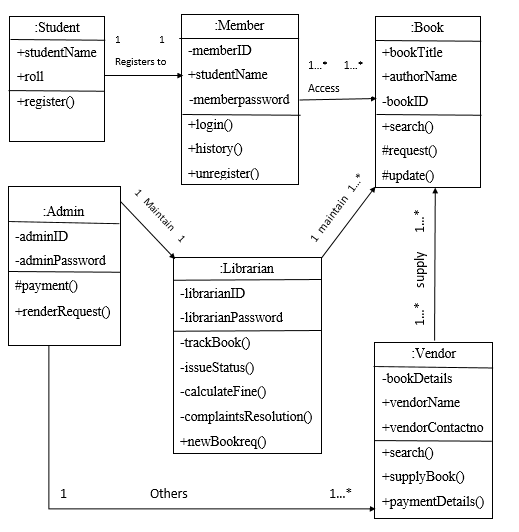 :Student
+studentName
+roll
+register()
1 1
Registers to
:Member
-memberID
+studentName
-memberpassword
+login()
+history()
+unregister()
1...* 1...*
Access
:Book
+bookTitle
+authorName
-bookID
+search()
#request()
#update()
:Admin
-adminID
-adminPassword
#payment()
+renderRequest()
1 Maintain 1
:Librarian
-librarianID
-librarianPassword
-trackBook()
-issueStatus()
-calculateFine()
-complaintsResolution()
+newBookreq()
1 maintain 1...*
1...* supply 1...*
:Vendor
-bookDetails
+vendorName
+vendorContactno
+search()
+supplyBook()
+paymentDetails()
1 Others 1...*